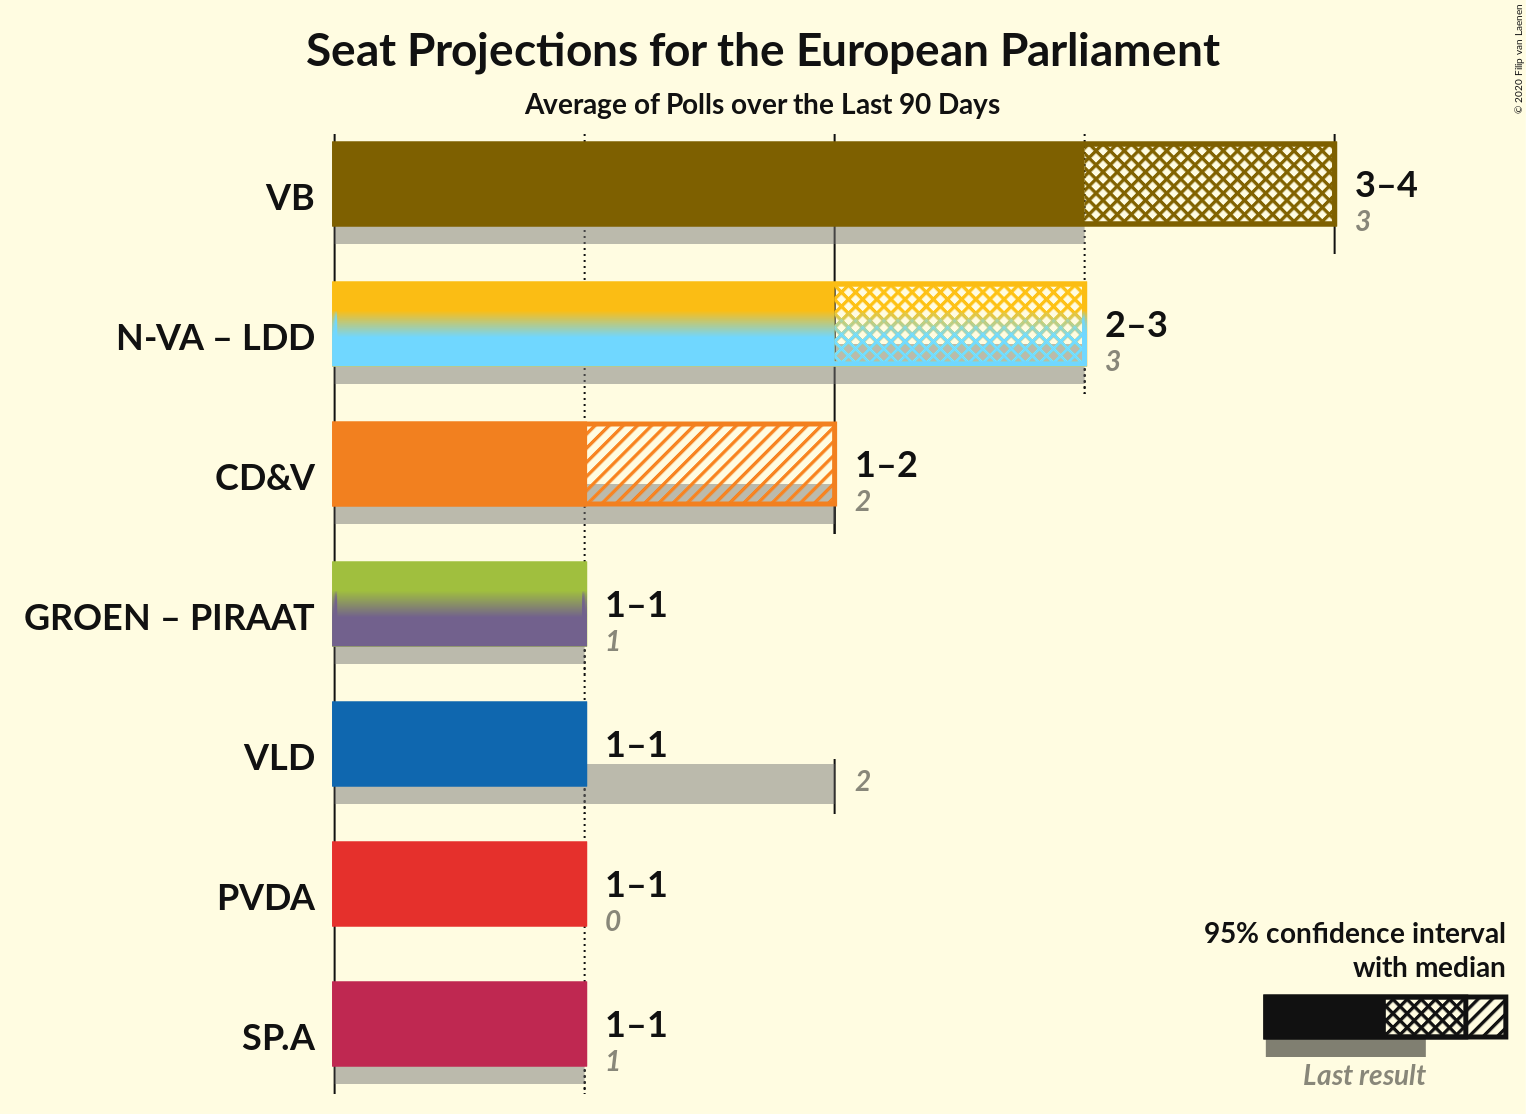 Seat Projections for the European Parliament
Average of Polls over the Last 90 Days
© 2020 Filip van Laenen
VB
3–4
3
N-VA – LDD
2–3
3
CD&V
1–2
2
GROEN – PIRAAT
1–1
1
VLD
1–1
2
PVDA
1–1
0
SP.A
1–1
1
95% confidence interval
with median
Last result